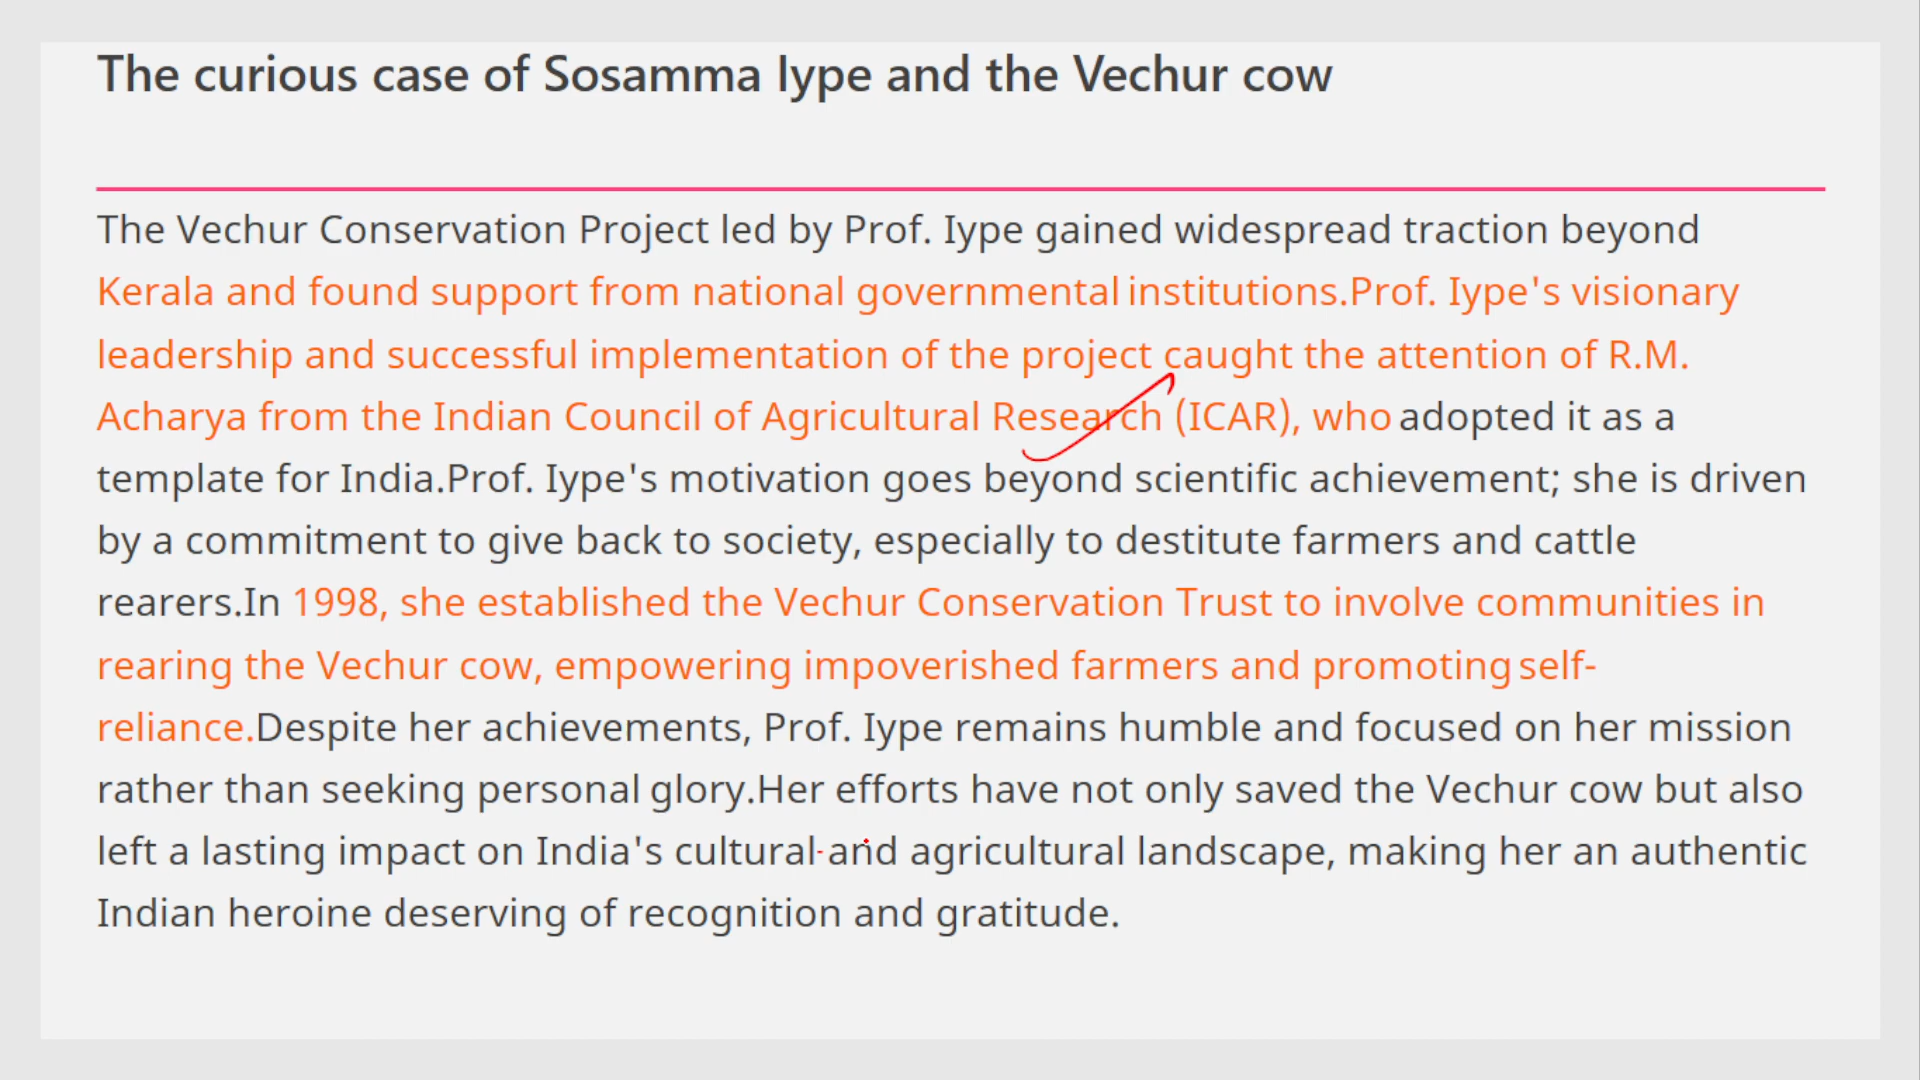 The curious case of Sosamma Iype and the Vechur cow
The Vechur Conservation Project led by Prof. Iype gained widespread traction beyond
Kerala and found support from national governmental institutions.Prof. Iype's visionary
leadership and successful implementation of the project caught the attention of R.M.
Acharya from the Indian Council of Agricultural Research (ICAR), who adopted it as a
template for India.Prof. Iype's motivation goes beyond scientific achievement; she is driven
by a commitment to give back to society, especially to destitute farmers and cattle
rearers.In 1998, she established the Vechur Conservation Trust to involve communities in
rearing the Vechur cow, empowering impoverished farmers and promoting self-
reliance.Despite her achievements, Prof. Iype remains humble and focused on her mission
rather than seeking personal glory.Her efforts have not only saved the Vechur cow but also
left a lasting impact on India's cultural and agricultural landscape, making her an authentic
Indian heroine deserving of recognition and gratitude.